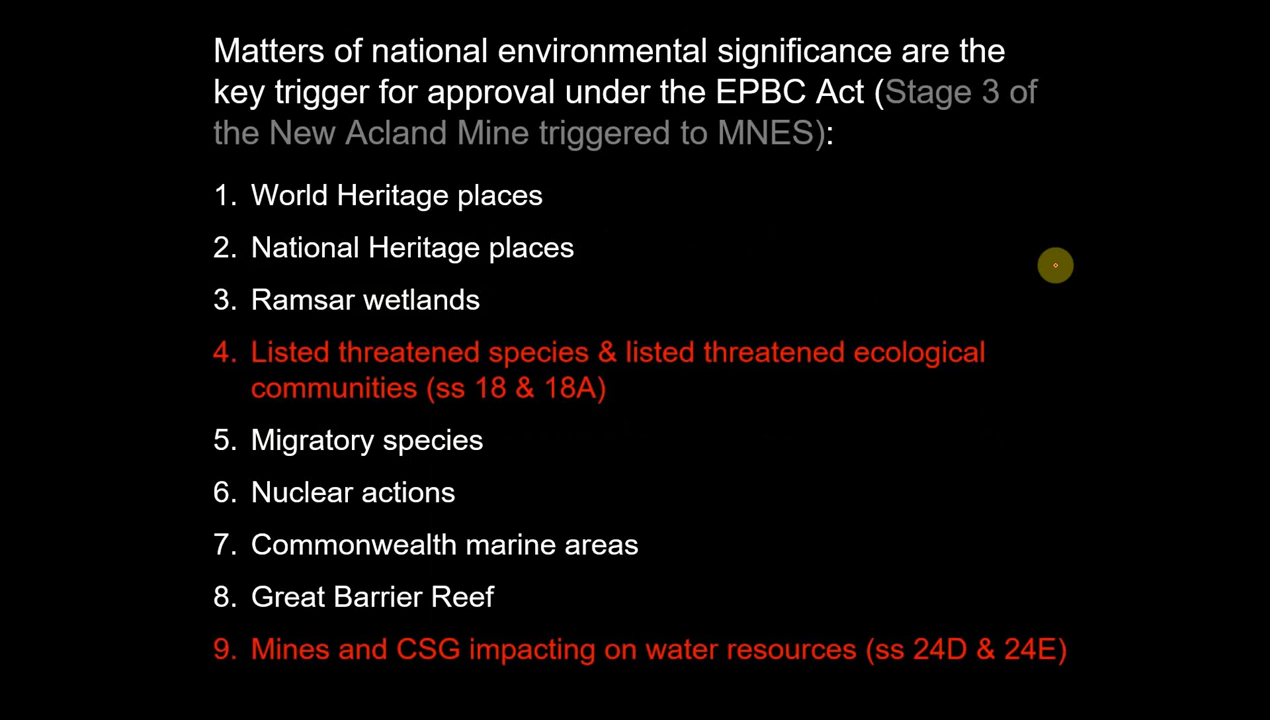 Matters of national environmental significance are the
key trigger for approval under the EPBC Act (Stage 3 of
the New Acland Mine triggered to MNES):
1. World Heritage places
2. National Heritage places
3. Ramsar wetlands
4. Listed threatened species & listed threatened ecological
communities (ss 18 & 18A)
5. Migratory species
6. Nuclear actions
7. Commonwealth marine areas
8. Great Barrier Reef
9. Mines and CSG impacting on water resources (ss 24D & 24E)